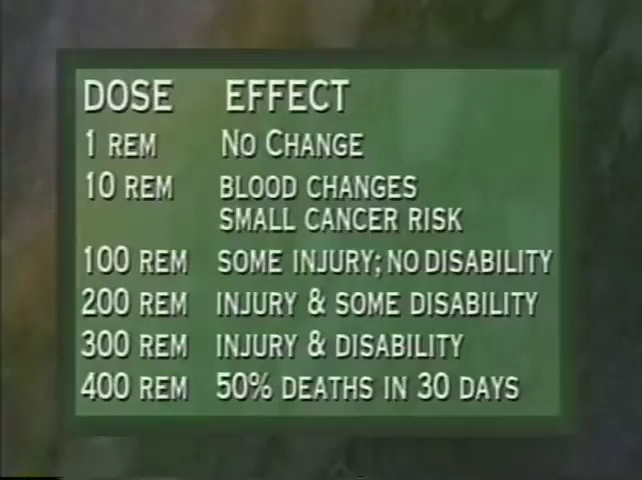 DOSE EFFECT
1 REM NO CHANGE
10 REM BLOOD CHANGES
SMALL CANCER RISK
100 REM SOME INJURY; NO DISABILITY
200 REM INJURY & SOME DISABILITY
300 REM INJURY & DISABILITY
400 REM 50% DEATHS IN 30 DAYS